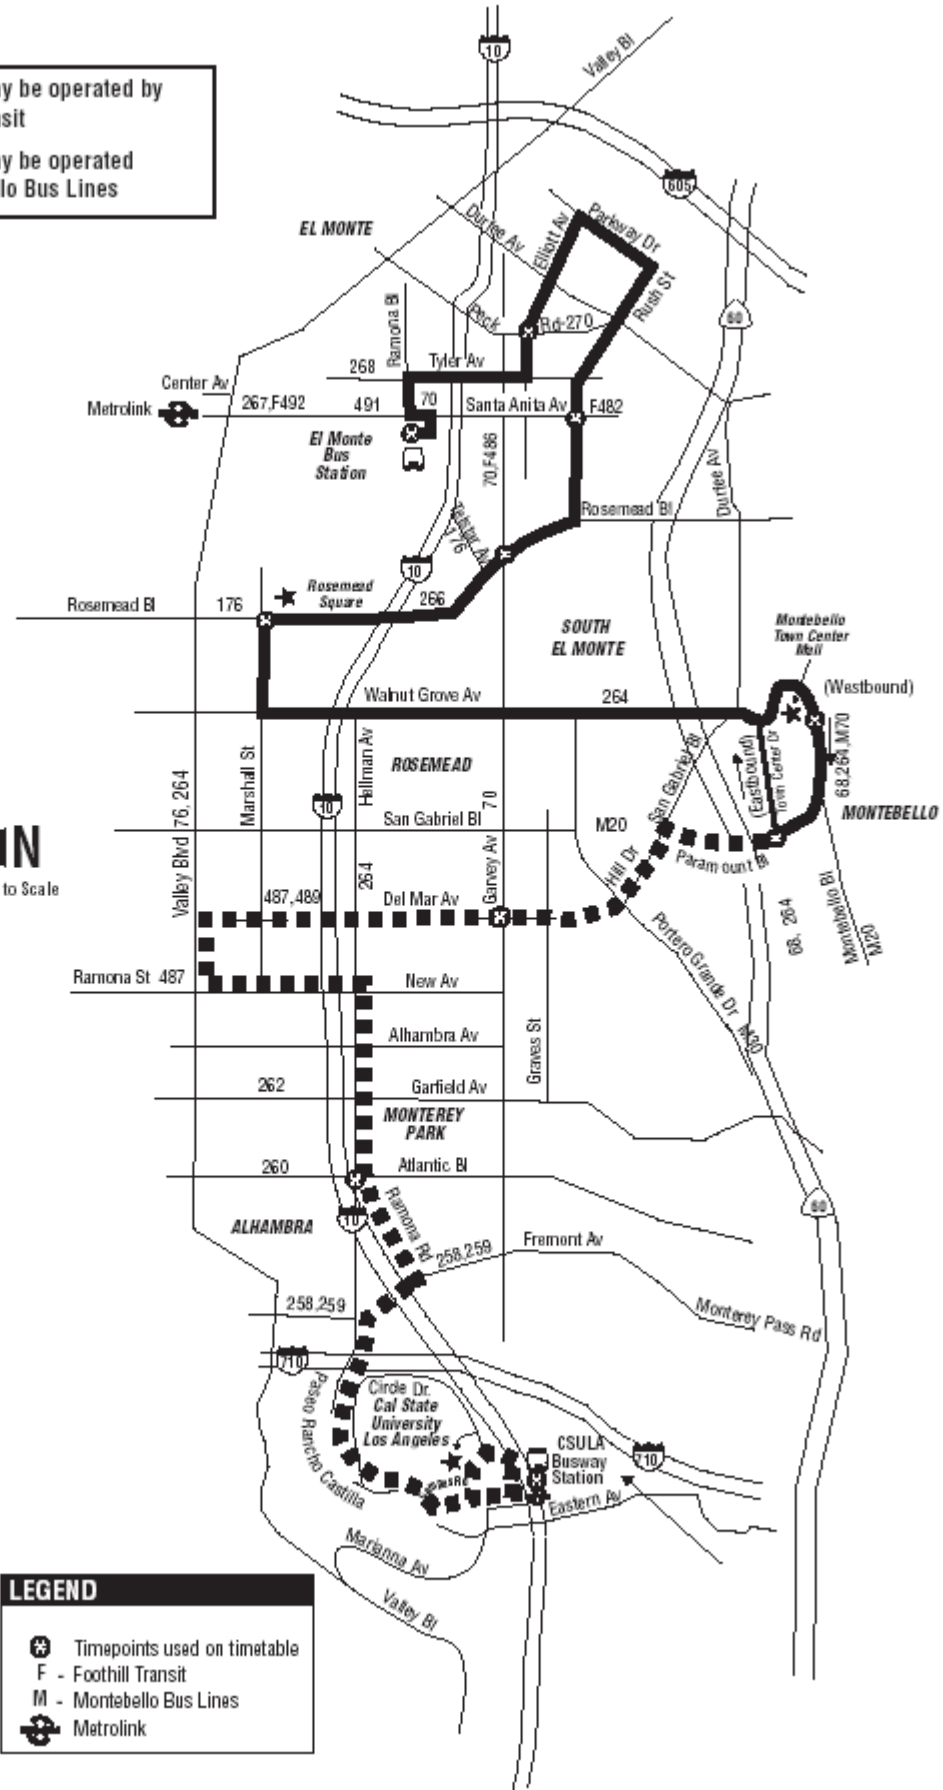 ay be operated by
nsit
ay be operated
llo Bus Lines
10
Valley Bl
605
EL MONTE
Durfee Av
Elliott Av
Parkway Dr
Rush St
60
Ramona Bl
Peck
Rd-270
268
Tyler Av
Center Av
Metrolink
267,F492
491
70
Santa Anita Av
F482
El Monte
Bus
Station
70,F486
Durfee Av
Telstar Av
176
Rosemead Bl
10
Rosemead Bl
176
Rosemead
Square
266
SOUTH
EL MONTE
Montebello
Town Center
Mall
(Westbound)
Walnut Grove Av
264
68,264,M70
Marshall St
Hellman Av
ROSEMEAD
San Gabriel Bl
(Eastbound)
Town Center Dr
MONTEBELLO
Valley Blvd 76, 264
10
70
San Gabriel Bl
M20
N
to Scale
264
Garvey Av
Hill Dr
Paramount Bl
487,489
Del Mar Av
68, 264
Montebello Bl
M20
Portero Grande Dr M30
Ramona St 487
New Av
Alhambra Av
Graves St
262
Garfield Av
MONTEREY
PARK
260
Atlantic Bl
60
ALHAMBRA
10
Ramona Rd
258,259
Fremont Av
258,259
Monterey Pass Rd
710
Paseo Rancho Castilla
Circle Dr.
Cal State
University
Los Angeles
CSULA
Busway
Station
710
Eastern Av
Marianna Av
Valley Bl
LEGEND
Timepoints used on timetable
F - Foothill Transit
M - Montebello Bus Lines
Metrolink